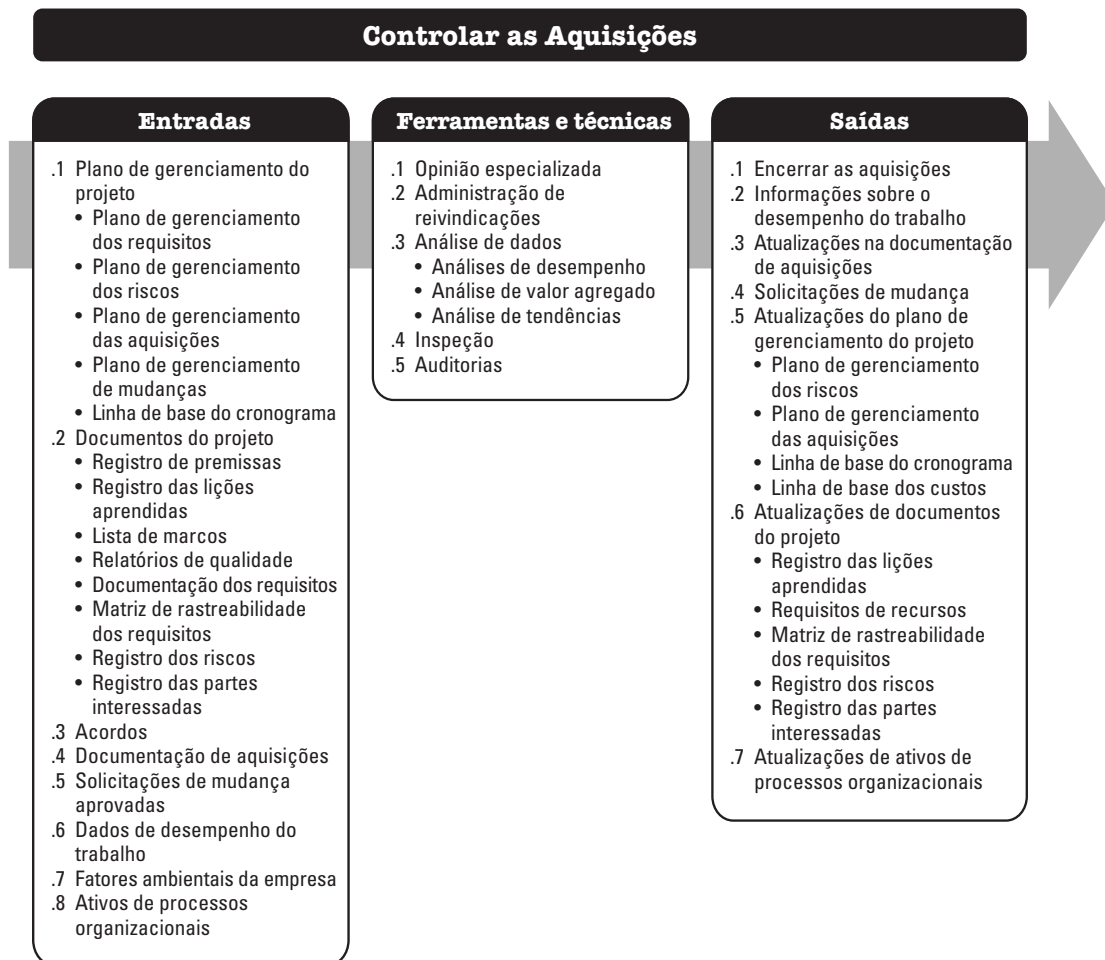 Controlar as Aquisições
Entradas
.1 Plano de gerenciamento do
projeto
• Plano de gerenciamento
dos requisitos
• Plano de gerenciamento
dos riscos
• Plano de gerenciamento
das aquisições
• Plano de gerenciamento
de mudanças
• Linha de base do cronograma
.2 Documentos do projeto
• Registro de premissas
• Registro das lições
aprendidas
• Lista de marcos
• Relatórios de qualidade
• Documentação dos requisitos
• Matriz de rastreabilidade
dos requisitos
• Registro dos riscos
• Registro das partes
interessadas
.3 Acordos
.4 Documentação de aquisições
.5 Solicitações de mudança
aprovadas
.6 Dados de desempenho do
trabalho
.7 Fatores ambientais da empresa
.8 Ativos de processos
organizacionais
Ferramentas e técnicas
.1 Opinião especializada
.2 Administração de
reivindicações
.3 Análise de dados
• Análises de desempenho
• Análise de valor agregado
• Análise de tendências
.4 Inspeção
.5 Auditorias
Saídas
.1 Encerrar as aquisições
.2 Informações sobre o
desempenho do trabalho
.3 Atualizações na documentação
de aquisições
.4 Solicitações de mudança
.5 Atualizações do plano de
gerenciamento do projeto
• Plano de gerenciamento
dos riscos
• Plano de gerenciamento
das aquisições
• Linha de base do cronograma
• Linha de base dos custos
.6 Atualizações de documentos
do projeto
• Registro das lições
aprendidas
• Requisitos de recursos
• Matriz de rastreabilidade
dos requisitos
• Registro dos riscos
• Registro das partes
interessadas
.7 Atualizações de ativos de
processos organizacionais